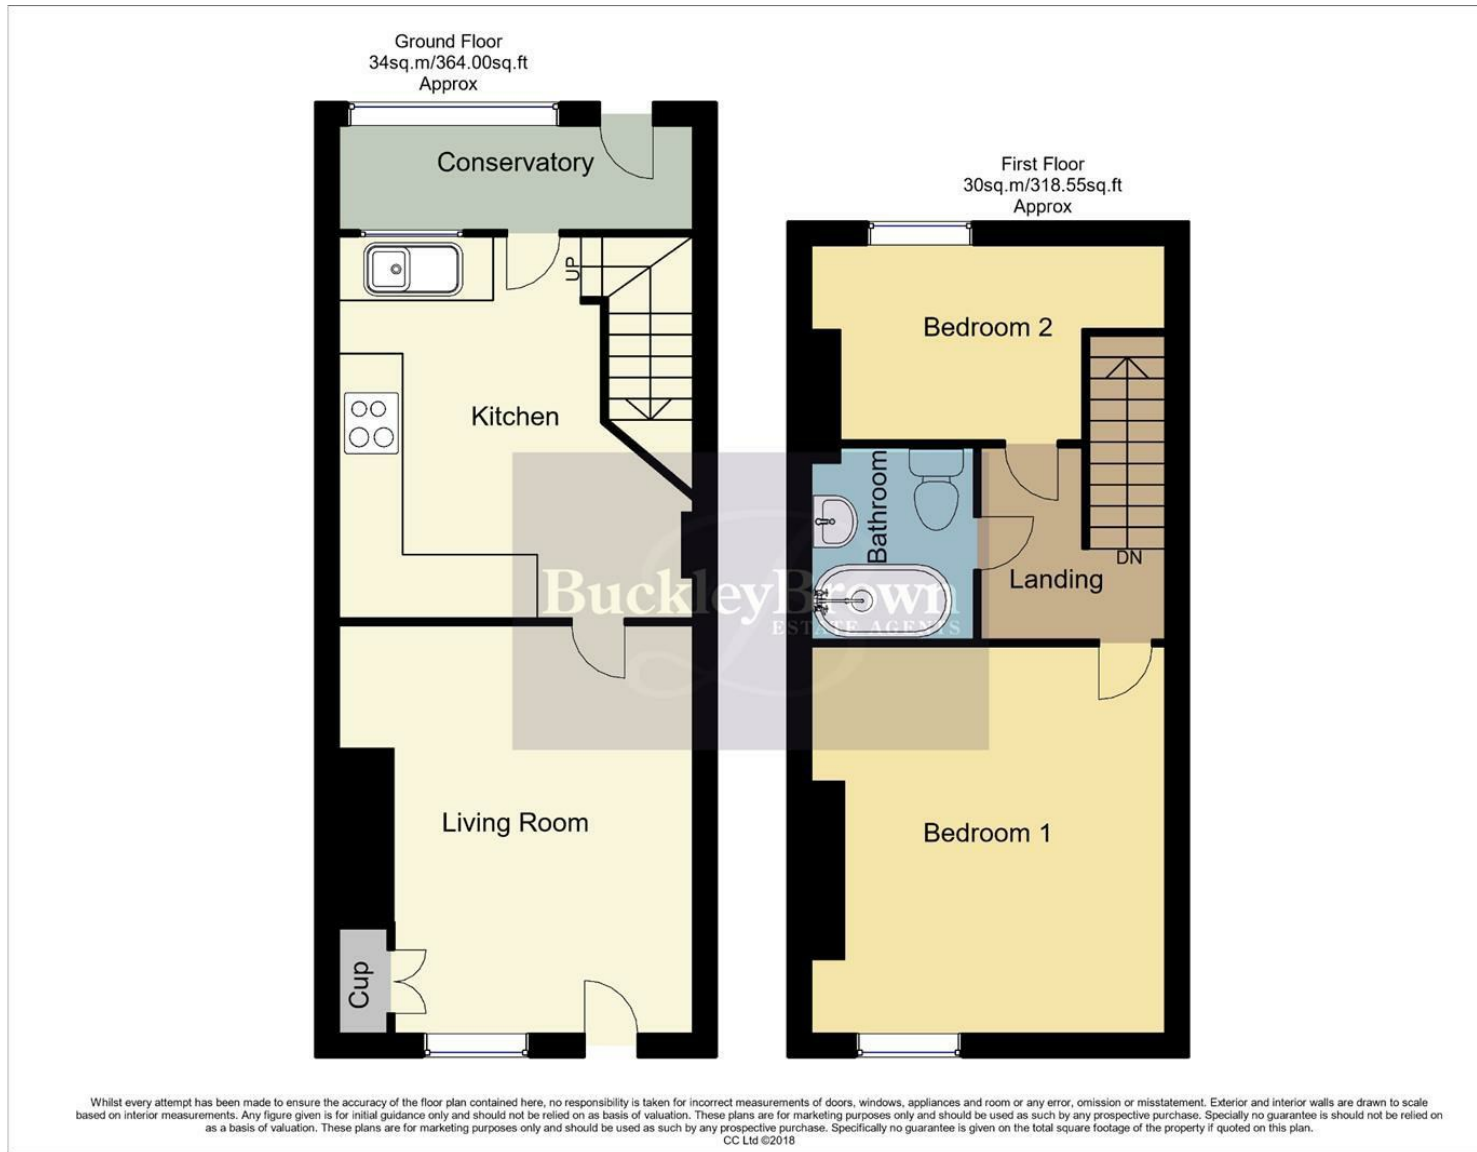 Ground Floor
34sq.m/364.00sq.ft
Approx
Conservatory
UP
Kitchen
Living Room
Cup
First Floor
30sq.m/318.55sq.ft
Approx
Bedroom 2
Bathroom
DN
Landing
Bedroom 1
BuckleyBrown
ESTATE AGENTS
Whilst every attempt has been made to ensure the accuracy of the floor plan contained here, no responsibility is taken for incorrect measurements of doors, windows, appliances and room or any error, omission or misstatement. Exterior and interior walls are drawn to scale
based on interior measurements. Any figure given is for initial guidance only and should not be relied on as basis of valuation. These plans are for marketing purposes only and should be used as such by any prospective purchase. Specially no guarantee is should not be relied on
as a basis of valuation. These plans are for marketing purposes only and should be used as such by any prospective purchase. Specifically no guarantee is given on the total square footage of the property if quoted on this plan.
CC Ltd ©2018